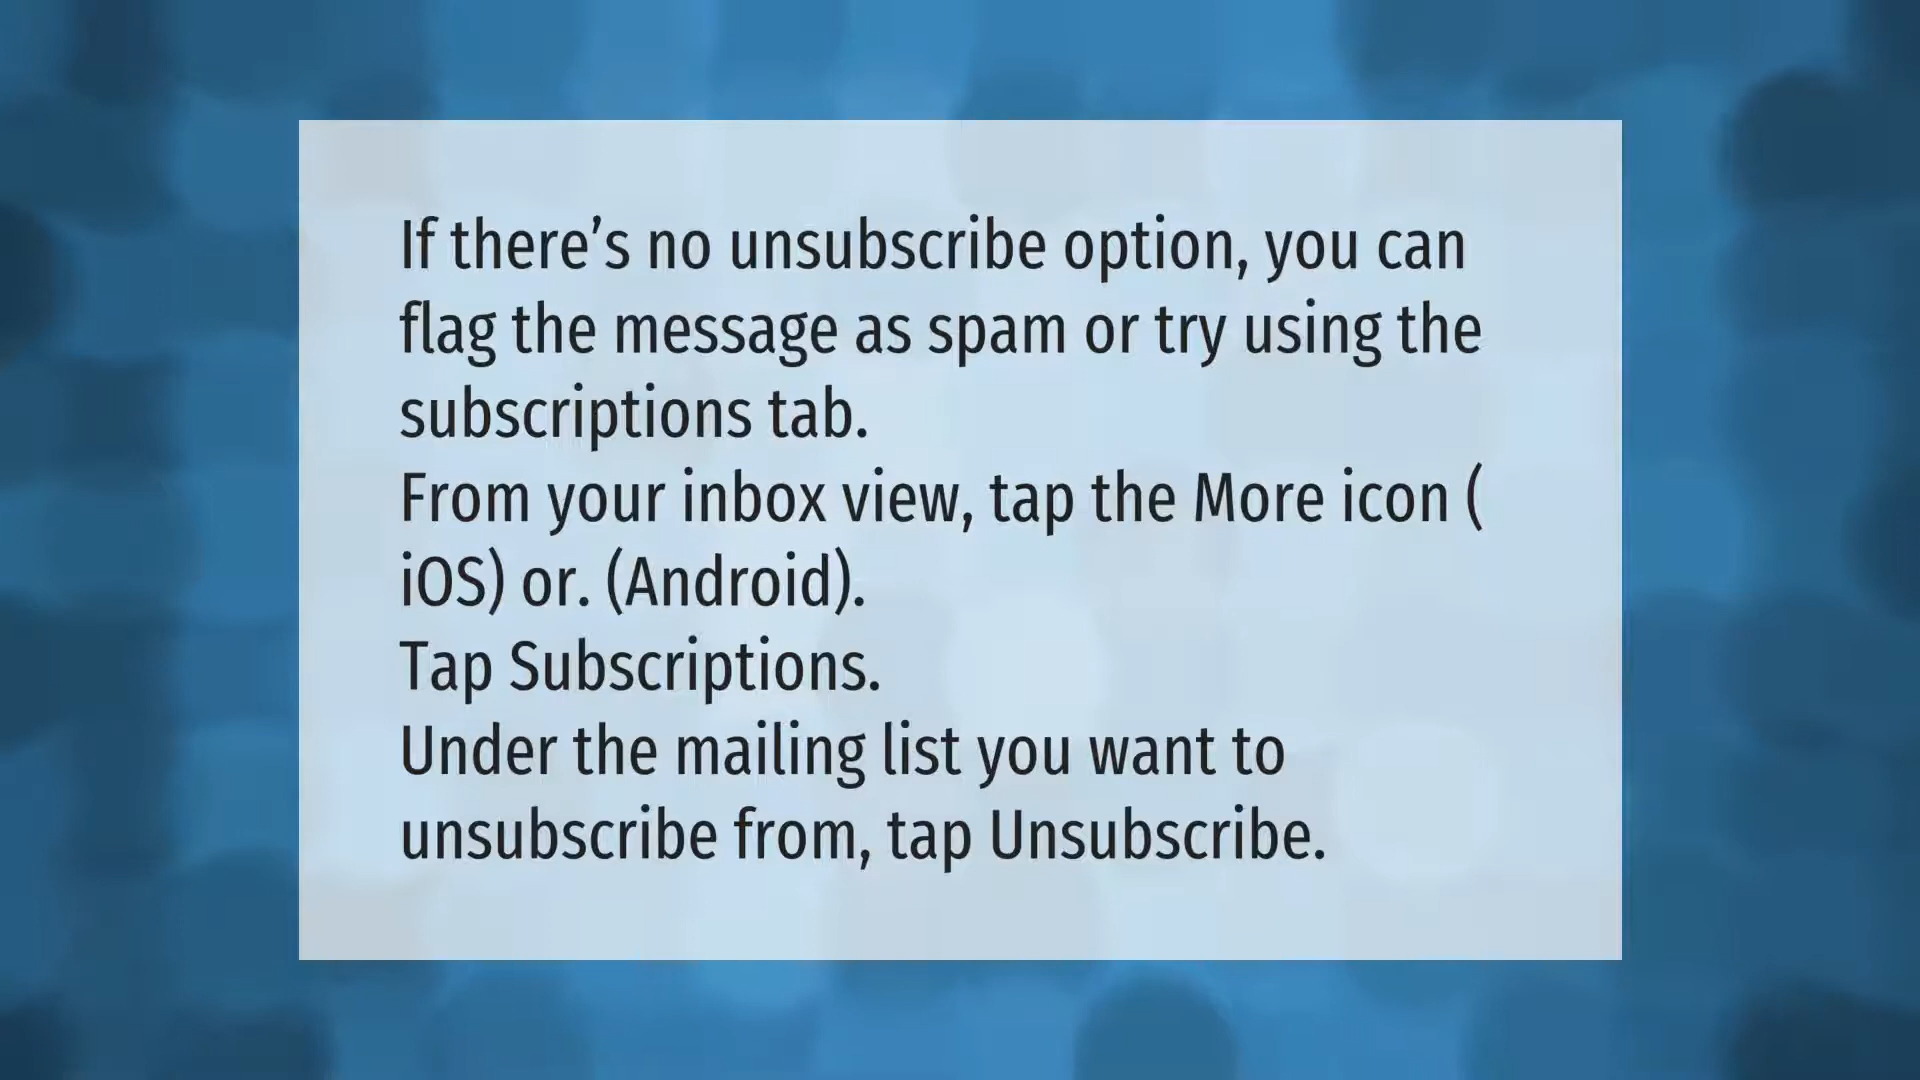 If there’s no unsubscribe option, you can
flag the message as spam or try using the
subscriptions tab.
From your inbox view, tap the More icon (
iOS) or. (Android).
Tap Subscriptions.
Under the mailing list you want to
unsubscribe from, tap Unsubscribe.